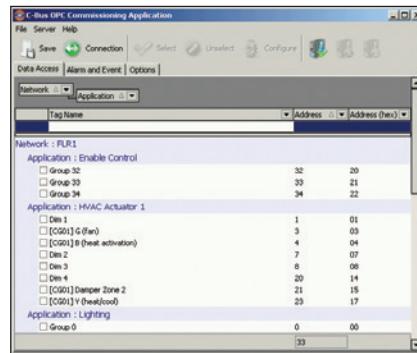 C-Bus OPC Commissioning Application
File Server Help
Save Connection Select Unselect Configure
Data Access Alarm and Event Options
Network
Application
Tag Name Address Address (hex)
Network : FLR1
Application : Enable Control
Group 32 32 20
Group 33 33 21
Group 34 34 22
Application : HVAC Actuator 1
Dim 1 1 01
[CG01] G (fan) 3 03
[CG01] B (heat activation) 4 04
Dim 2 7 07
Dim 3 8 08
Dim 4 20 14
[CG01] Damper Zone 2 21 15
[CG01] Y (heat/cool) 23 17
Application : Lighting
Group 0 0 00
33